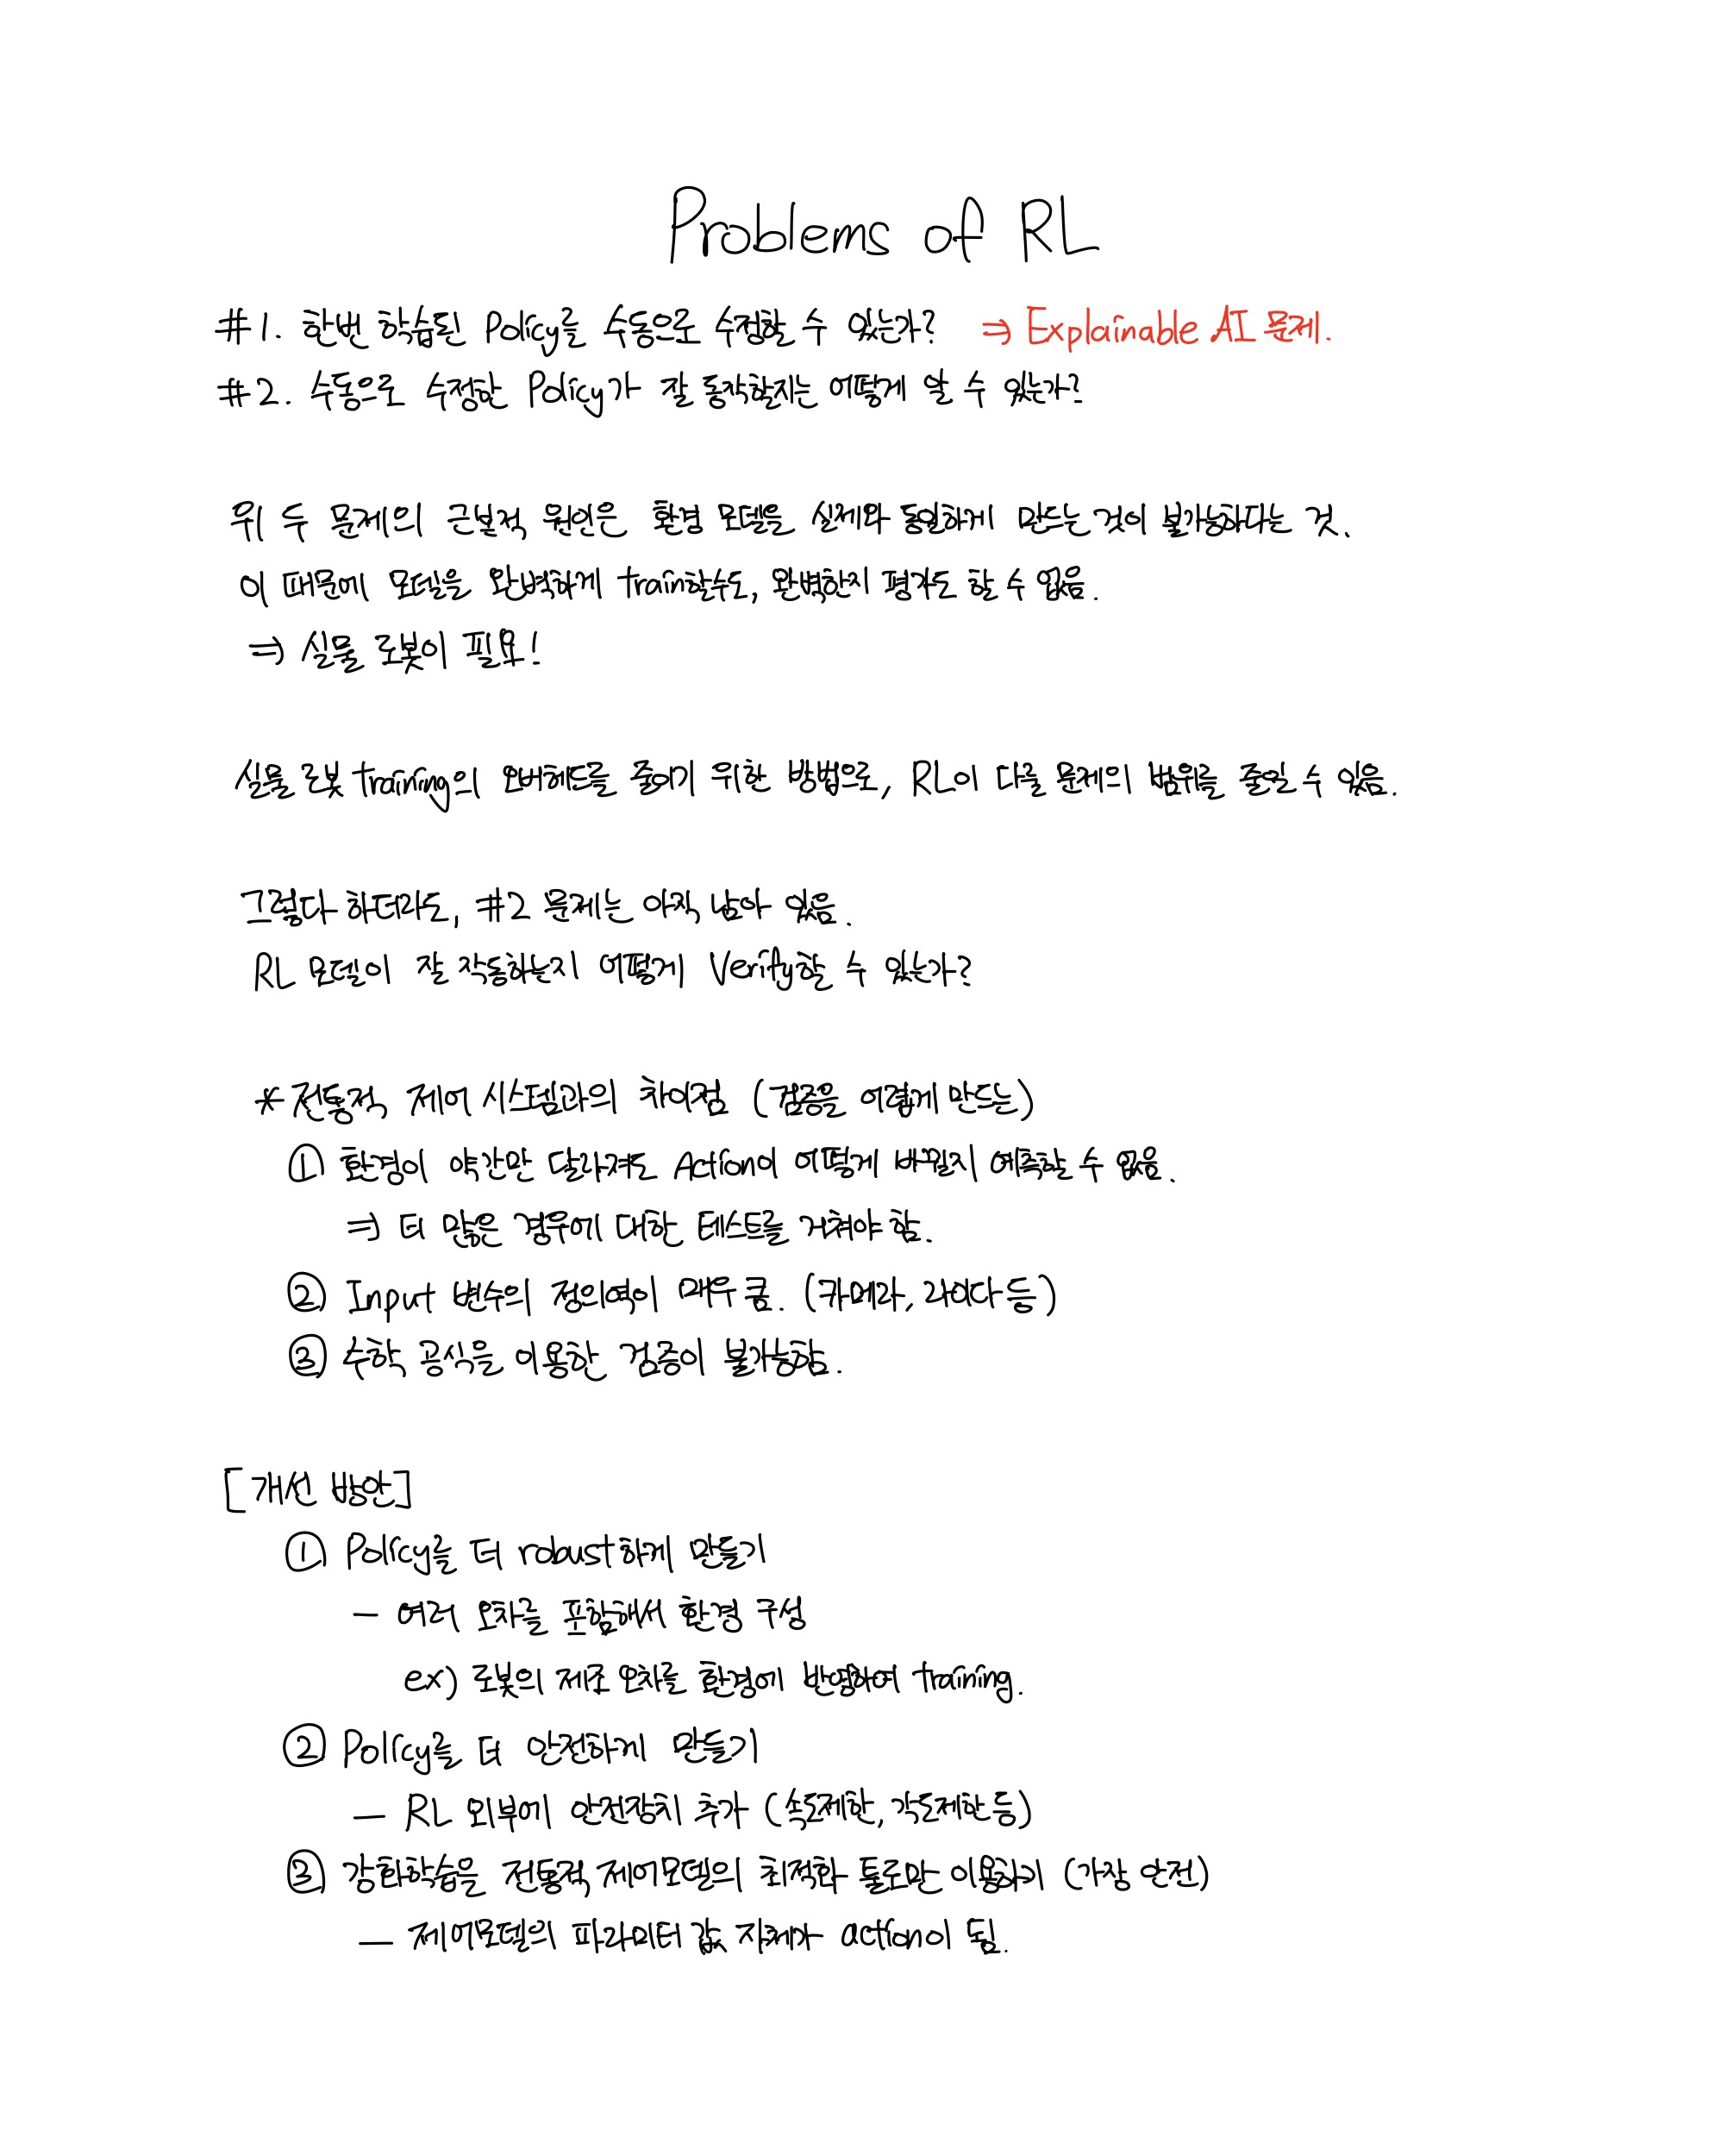 Problems of RL
#1. 한번 학습된 Policy를 수동으로 수정할 수 있는가? ⇒ Explainable AI 문제.
#2. 수동으로 수정한 Policy가 잘 동작할지는 어떻게 알 수 있는가?
위 두 문제의 근본적 원인은 환경 모델을 실제와 동일하게 만드는 것이 불가능하다는 것.
이 때문에 모델을 완벽하게 train할수도, 완벽한지 평가도 할 수 없음.
⇒ 실물 로봇이 필요!
실물 로봇 training의 오버헤드를 줄이기 위한 방법으로, RL이 다룰 문제의 범위를 줄일 수 있음.
그렇다 하더라도, #2 문제는 아직 남아 있음.
RL 모델이 잘 작동하는지 어떻게 Verify할 수 있는가?
* 전통적 제어 시스템과의 차이점 (검증을 어렵게 만드는)
① 환경이 약간만 달라져도 Action이 어떻게 바뀔지 예측할 수 없음.
⇒ 더 많은 경우에 대한 테스트를 거쳐야 함.
② Input 변수의 정의역이 매우 큼. (카메라, 라이다 등)
③ 수학 공식을 이용한 검증이 불가능함.
[개선 방안]
① Policy를 더 robust하게 만들기
- 여러 오차를 포함해서 환경 구성
ex) 로봇의 제조 오차를 환경에 반영하여 training.
② Policy를 더 안전하게 만들기
- RL 외부에 안전장치 추가 (속도제한, 각도제한 등)
③ 강화학습을 전통적 제어모델의 최적화 툴로만 이용하기 (가장 안전)
- 제어모델의 파라미터 값 자체가 action이 됨.